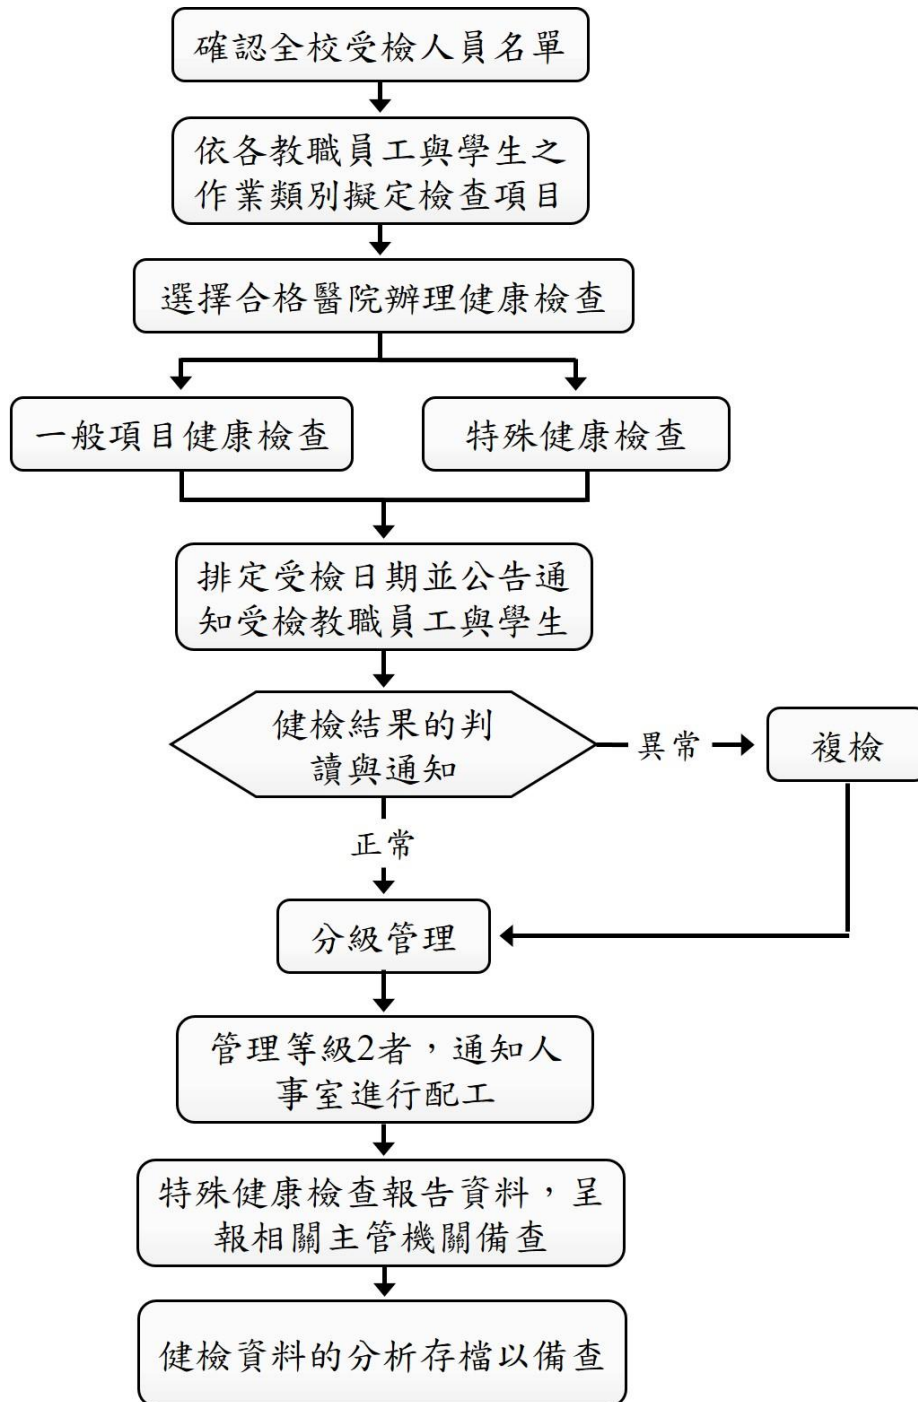 確認全校受檢人員名單
依各教職員工與學生之
作業類別擬定檢查項目
選擇合格醫院辦理健康檢查
一般項目健康檢查
特殊健康檢查
排定受檢日期並公告通
知受檢教職員工與學生
健檢結果的判
讀與通知
異常
複檢
正常
分級管理
管理等級2者，通知人
事室進行配工
特殊健康檢查報告資料，呈
報相關主管機關備查
健檢資料的分析存檔以備查